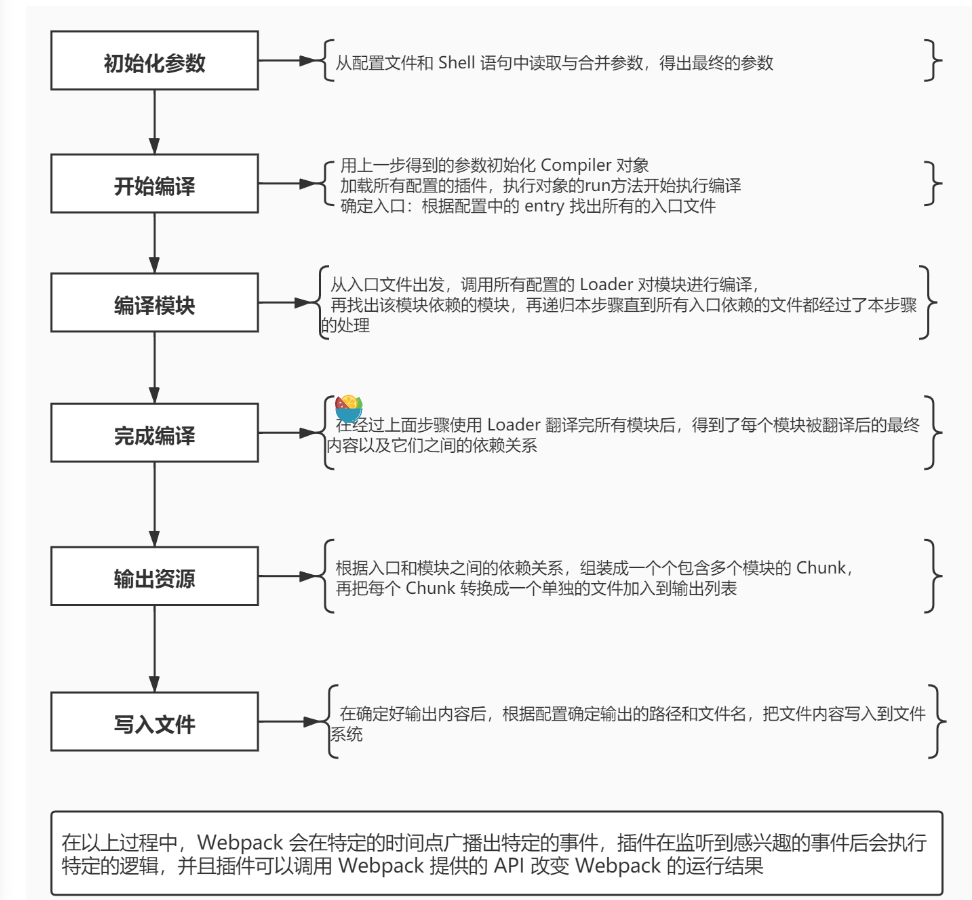 初始化参数
从配置文件和 Shell 语句中读取与合并参数，得出最终的参数
开始编译
用上一步得到的参数初始化 Compiler 对象
加载所有配置的插件，执行对象的run方法开始执行编译
确定入口：根据配置中的 entry 找出所有的入口文件
编译模块
从入口文件出发，调用所有配置的 Loader 对模块进行编译，
再找出该模块依赖的模块，再递归本步骤直到所有入口依赖的文件都经过了本步骤
的处理
完成编译
在经过上面步骤使用 Loader 翻译完所有模块后，得到了每个模块被翻译后的最终
内容以及它们之间的依赖关系
输出资源
根据入口和模块之间的依赖关系，组装成一个个包含多个模块的 Chunk，
再把每个 Chunk 转换成一个单独的文件加入到输出列表
写入文件
在确定好输出内容后，根据配置确定输出的路径和文件名，把文件内容写入到文件
系统
在以上过程中，Webpack 会在特定的时间点广播出特定的事件，插件在监听到感兴趣的事件后会执行
特定的逻辑，并且插件可以调用 Webpack 提供的 API 改变 Webpack 的运行结果